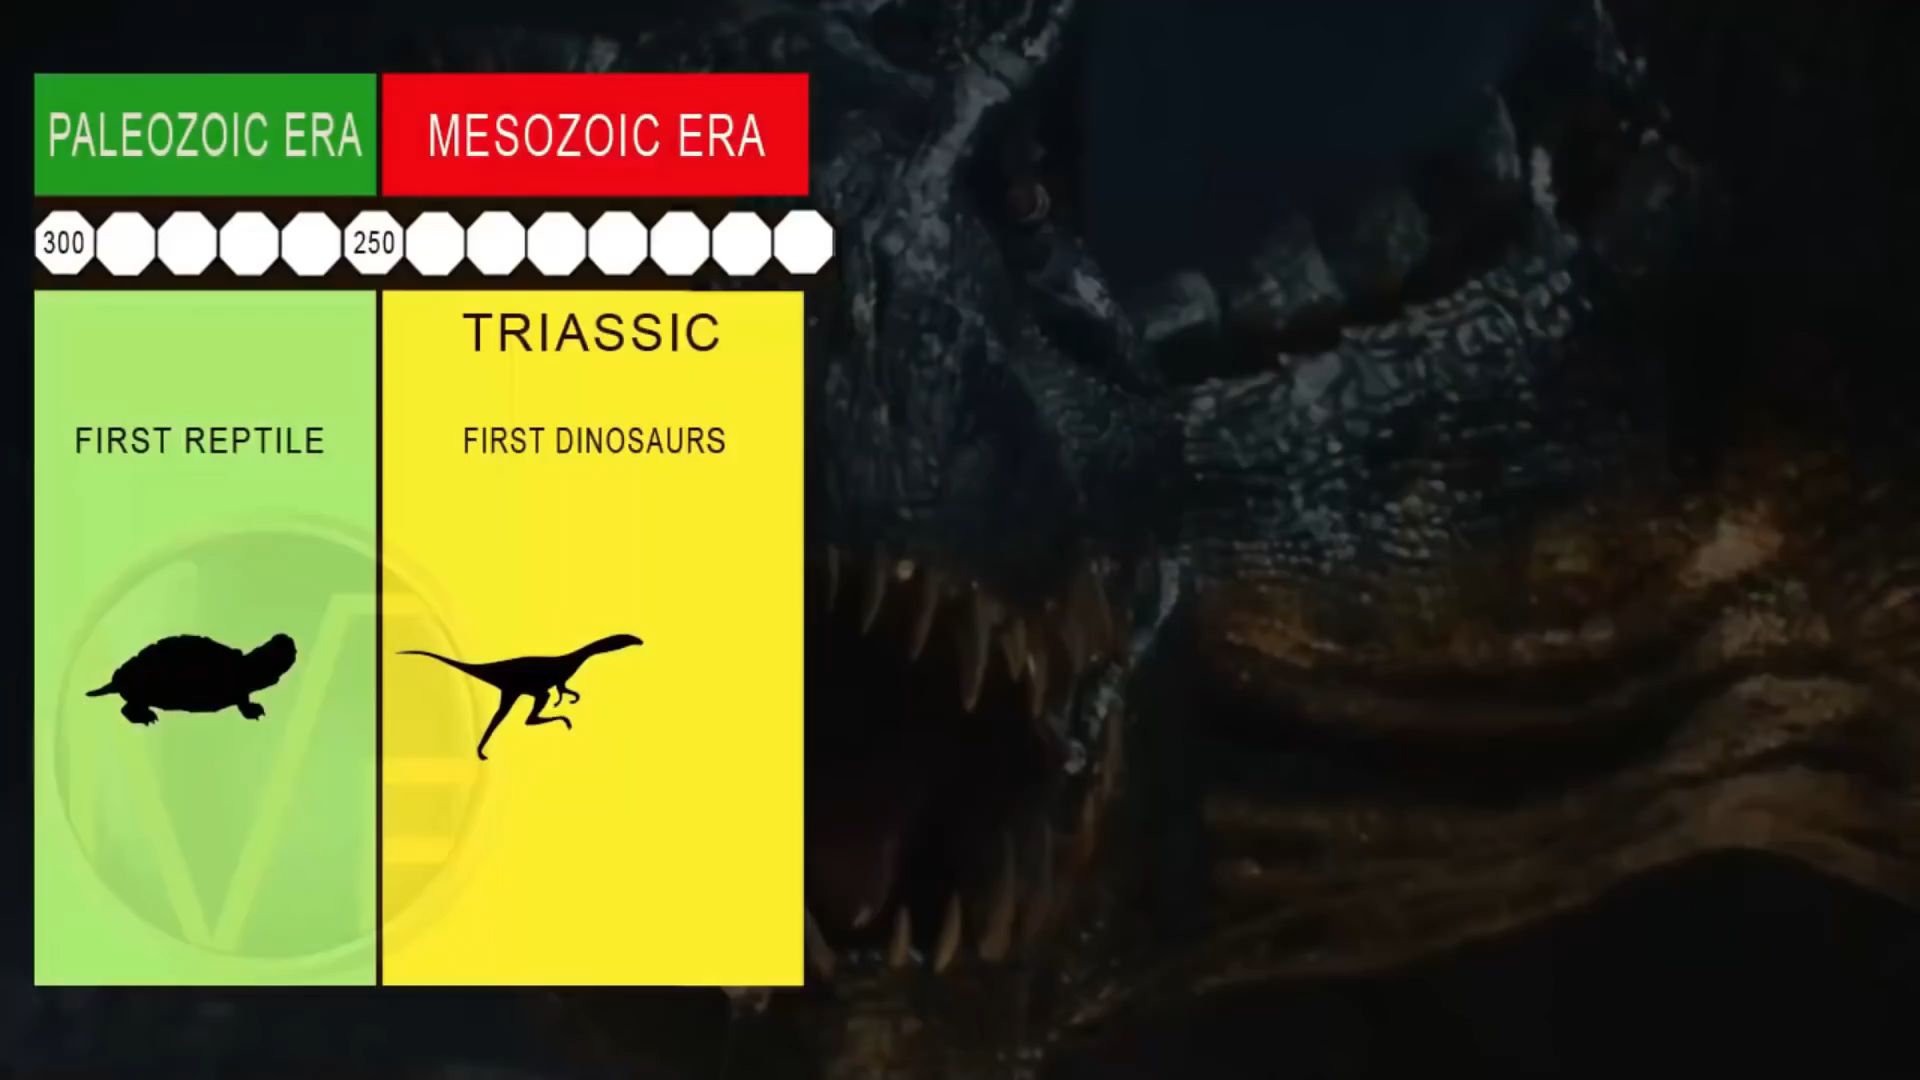 PALEOZOIC ERA
MESOZOIC ERA
300
250
TRIASSIC
FIRST REPTILE
FIRST DINOSAURS